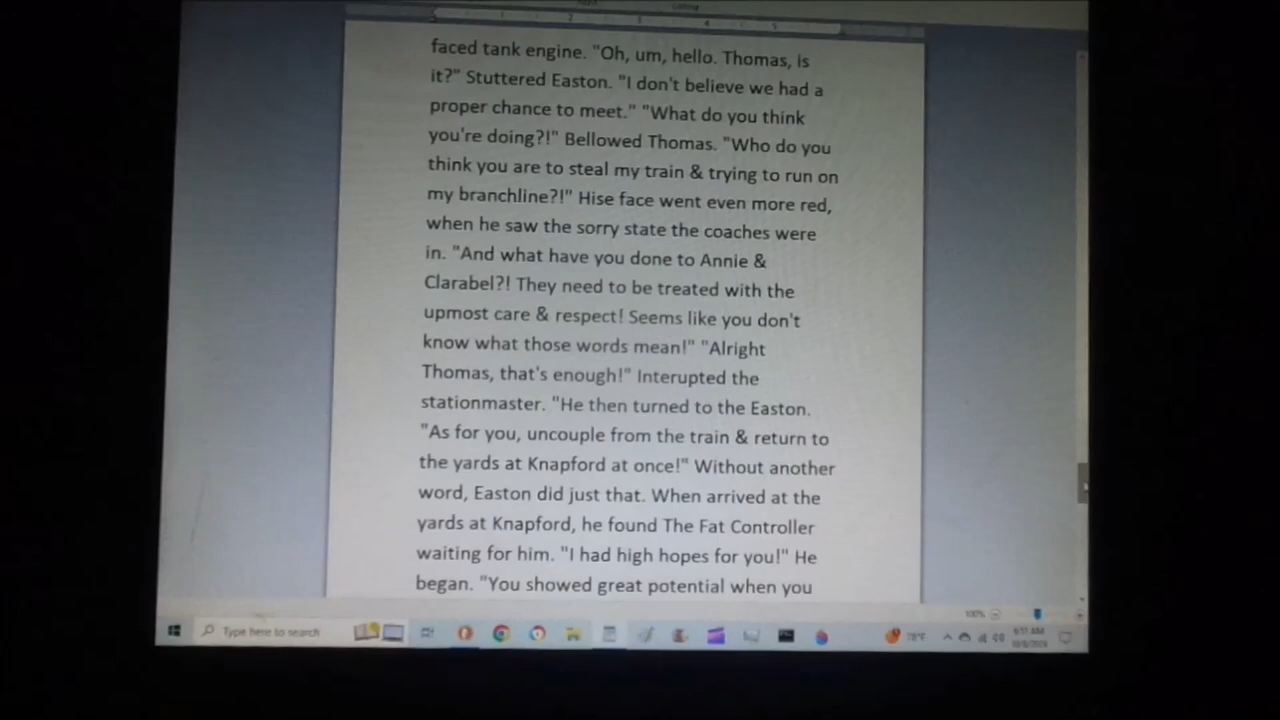 faced tank engine. "Oh, um, hello. Thomas, is
it?" Stuttered Easton. "I don't believe we had a
proper chance to meet." "What do you think
you're doing?!" Bellowed Thomas. "Who do you
think you are to steal my train & trying to run on
my branchline?!" Hise face went even more red,
when he saw the sorry state the coaches were
in. "And what have you done to Annie &
Clarabel?! They need to be treated with the
upmost care & respect! Seems like you don't
know what those words mean!" "Alright
Thomas, that's enough!" Interupted the
stationmaster. "He then turned to the Easton.
"As for you, uncouple from the train & return to
the yards at Knapford at once!" Without another
word, Easton did just that. When arrived at the
yards at Knapford, he found The Fat Controller
waiting for him. "I had high hopes for you!" He
began. "You showed great potential when you
100%
Type here to search